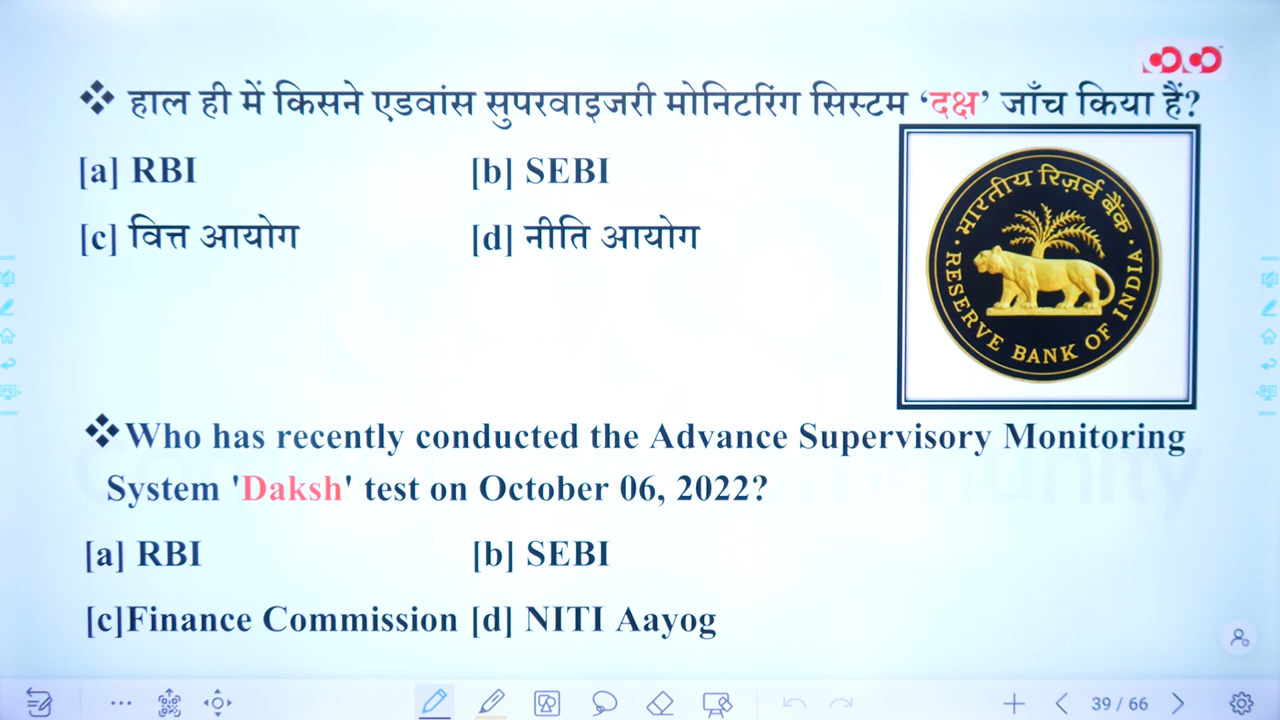 ❖ हाल ही में किसने एडवांस सुपरवाइजरी मोनिटरिंग सिस्टम ‘दक्ष’ जाँच किया हैं?
[a] RBI [b] SEBI
[c] वित्त आयोग [d] नीति आयोग
भारतीय रिज़र्व बैंक
RESERVE BANK OF INDIA
❖Who has recently conducted the Advance Supervisory Monitoring
System 'Daksh' test on October 06, 2022?
[a] RBI [b] SEBI
[c]Finance Commission [d] NITI Aayog
39 / 66